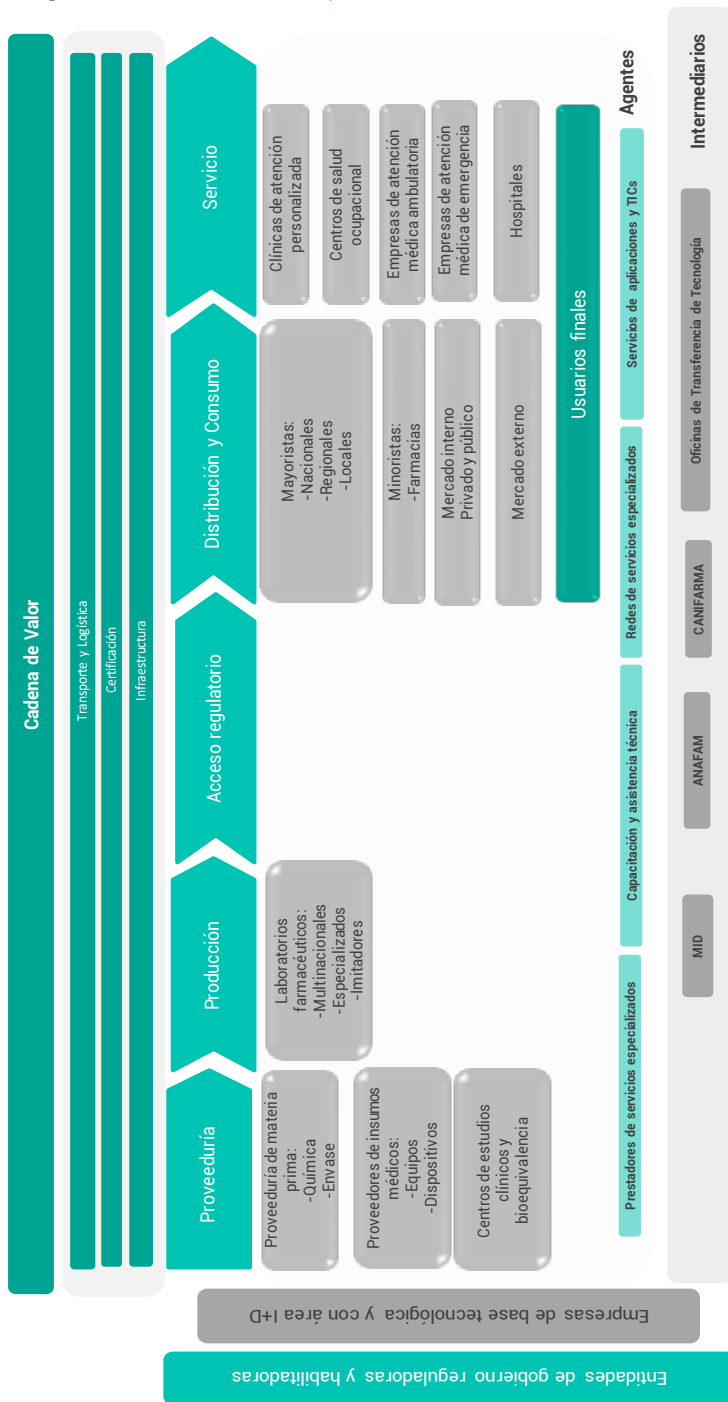 Cadena de Valor
Transporte y Logística
Certificación
Infraestructura
Proveeduría
Producción
Acceso regulatorio
Distribución y Consumo
Servicio
Proveeduría de materia
prima:
-Química
-Envase
Proveedores de insumos
médicos:
-Equipos
-Dispositivos
Centros de estudios
clínicos y
bioequivalencia
Laboratorios
farmacéuticos:
-Multinacionales
-Especializados
-Imitadores
Mayoristas:
-Nacionales
-Regionales
-Locales
Minoristas:
-Farmacias
Mercado interno
Privado y público
Mercado externo
Clínicas de atención
personalizada
Centros de salud
ocupacional
Empresas de atención
médica ambulatoria
Empresas de atención
médica de emergencia
Hospitales
Usuarios finales
Agentes
Prestadores de servicios especializados
Capacitación y asistencia técnica
Redes de servicios especializados
Servicios de aplicaciones y TICs
Intermediarios
MID
ANAFAM
CANIFARMA
Oficinas de Transferencia de Tecnología
Empresas de base tecnológica y con área I+D
Entidades de gobierno reguladoras y habilitadoras